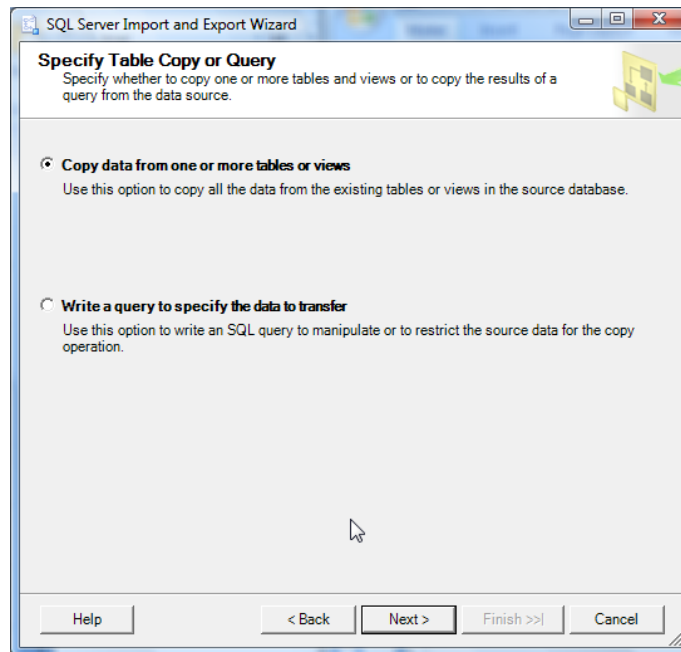 SQL Server Import and Export Wizard
Specify Table Copy or Query
Specify whether to copy one or more tables and views or to copy the results of a
query from the data source.
Copy data from one or more tables or views
Use this option to copy all the data from the existing tables or views in the source database.
Write a query to specify the data to transfer
Use this option to write an SQL query to manipulate or to restrict the source data for the copy
operation.
Help < Back Next > Finish >>| Cancel